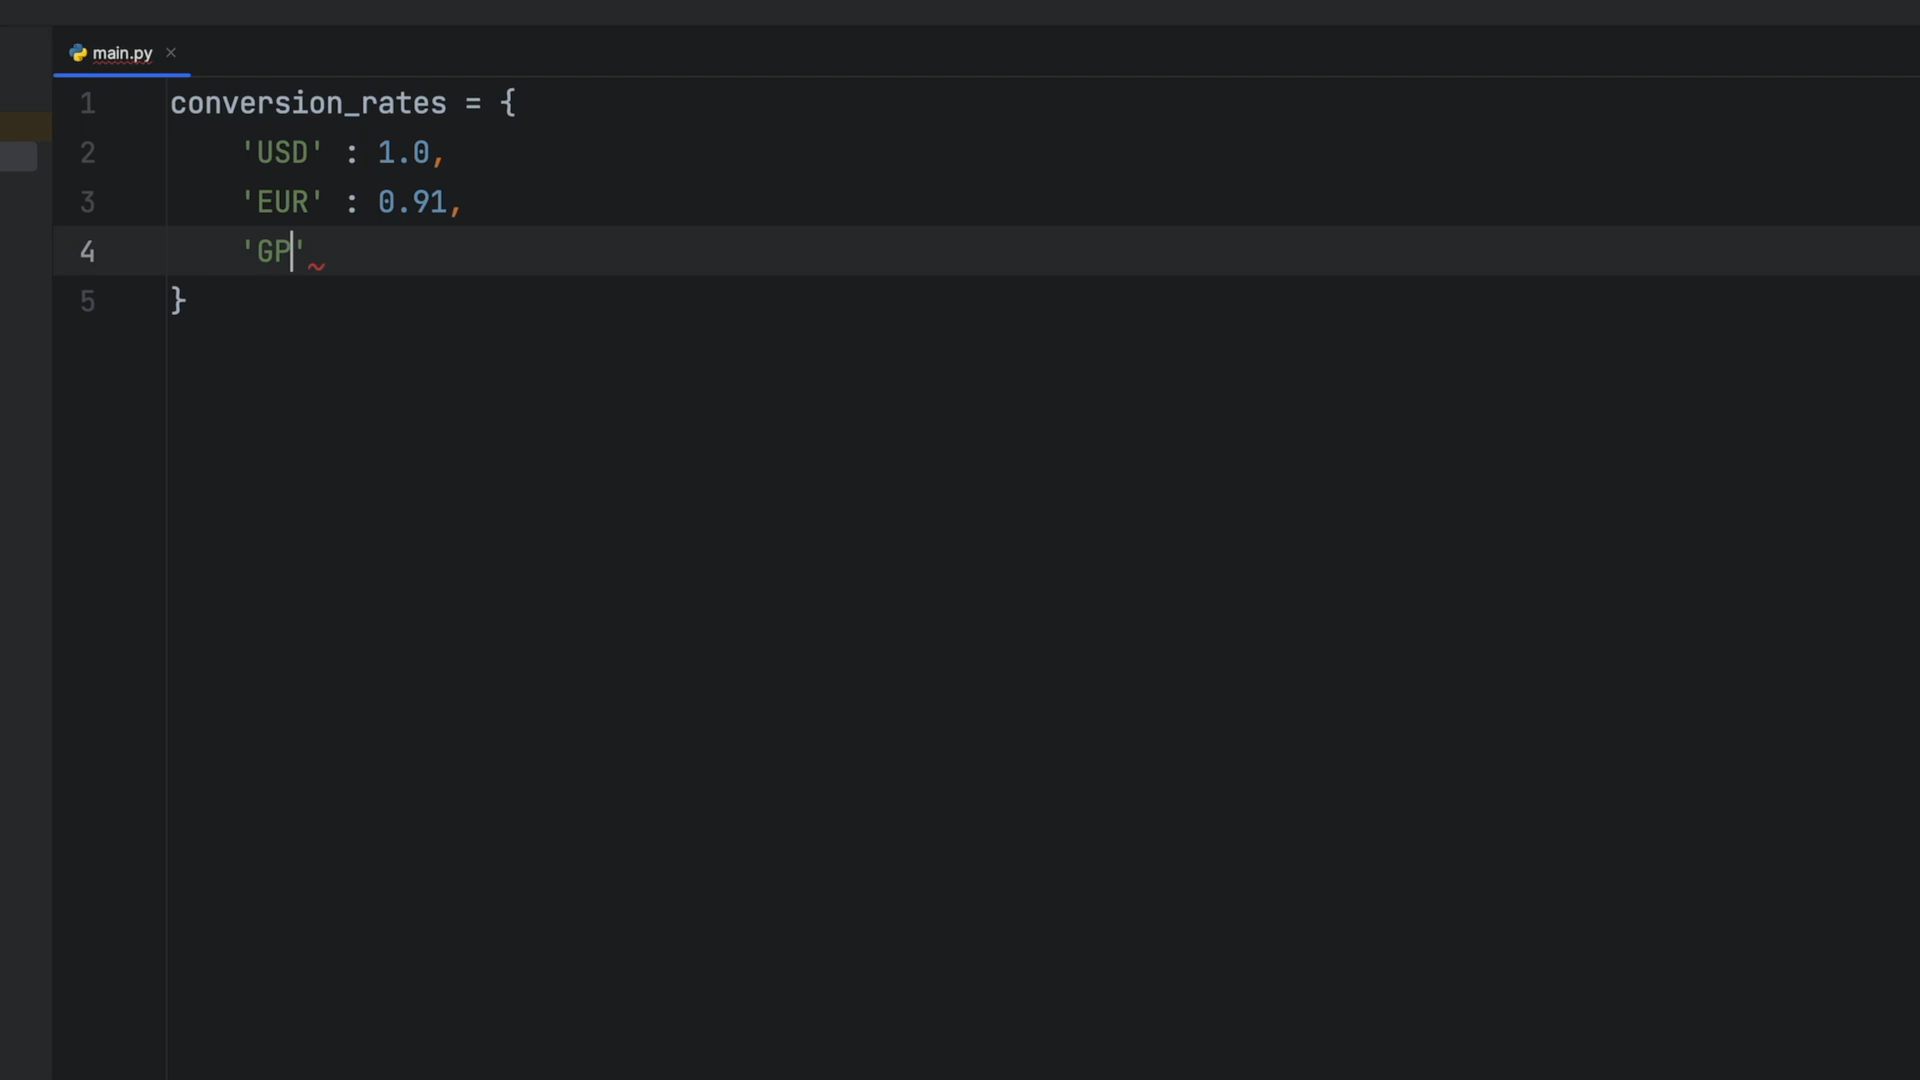 main.py
1 conversion_rates = {
2 'USD' : 1.0,
3 'EUR' : 0.91,
4 'GP'
5 }